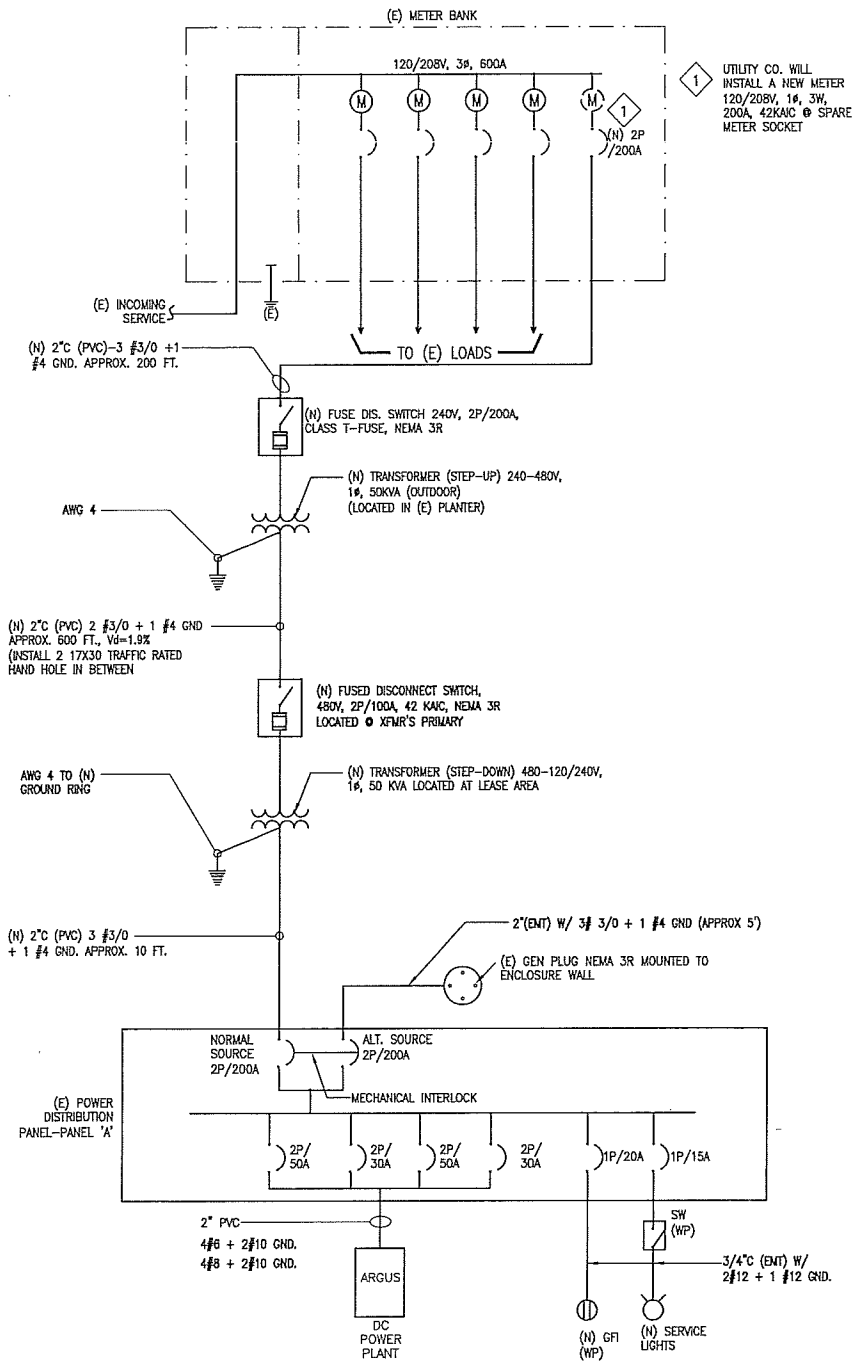 (E) METER BANK
120/208V, 3ø, 600A
M
M
M
M
M
1
(N) 2P
/200A
1
UTILITY CO. WILL
INSTALL A NEW METER
120/208V, 1ø, 3W,
200A, 42KAIC @ SPARE
METER SOCKET
(E) INCOMING
SERVICE
(E)
TO (E) LOADS
(N) 2"C (PVC)-3 #3/0 +1
#4 GND. APPROX. 200 FT.
(N) FUSE DIS. SWITCH 240V, 2P/200A,
CLASS T-FUSE, NEMA 3R
(N) TRANSFORMER (STEP-UP) 240-480V,
1ø, 50KVA (OUTDOOR)
(LOCATED IN (E) PLANTER)
AWG 4
(N) 2"C (PVC) 2 #3/0 + 1 #4 GND
APPROX. 600 FT., Vd=1.9%
(INSTALL 2 17X30 TRAFFIC RATED
HAND HOLE IN BETWEEN
(N) FUSED DISCONNECT SWITCH,
480V, 2P/100A, 42 KAIC, NEMA 3R
LOCATED @ XFMR'S PRIMARY
AWG 4 TO (N)
GROUND RING
(N) TRANSFORMER (STEP-DOWN) 480-120/240V,
1ø, 50 KVA LOCATED AT LEASE AREA
(N) 2"C (PVC) 3 #3/0
+ 1 #4 GND. APPROX. 10 FT.
2"(EMT) W/ 3# 3/0 + 1 #4 GND (APPROX 5')
(E) GEN PLUG NEMA 3R MOUNTED TO
ENCLOSURE WALL
NORMAL
SOURCE
2P/200A
ALT. SOURCE
2P/200A
MECHANICAL INTERLOCK
(E) POWER
DISTRIBUTION
PANEL-PANEL 'A'
2P/
50A
2P/
30A
2P/
50A
2P/
30A
1P/20A
1P/15A
2" PVC
4#6 + 2#10 GND.
4#8 + 2#10 GND.
ARGUS
DC
POWER
PLANT
SW
(WP)
3/4"C (EMT) W/
2#12 + 1 #12 GND.
(N) GFI
(WP)
(N) SERVICE
LIGHTS